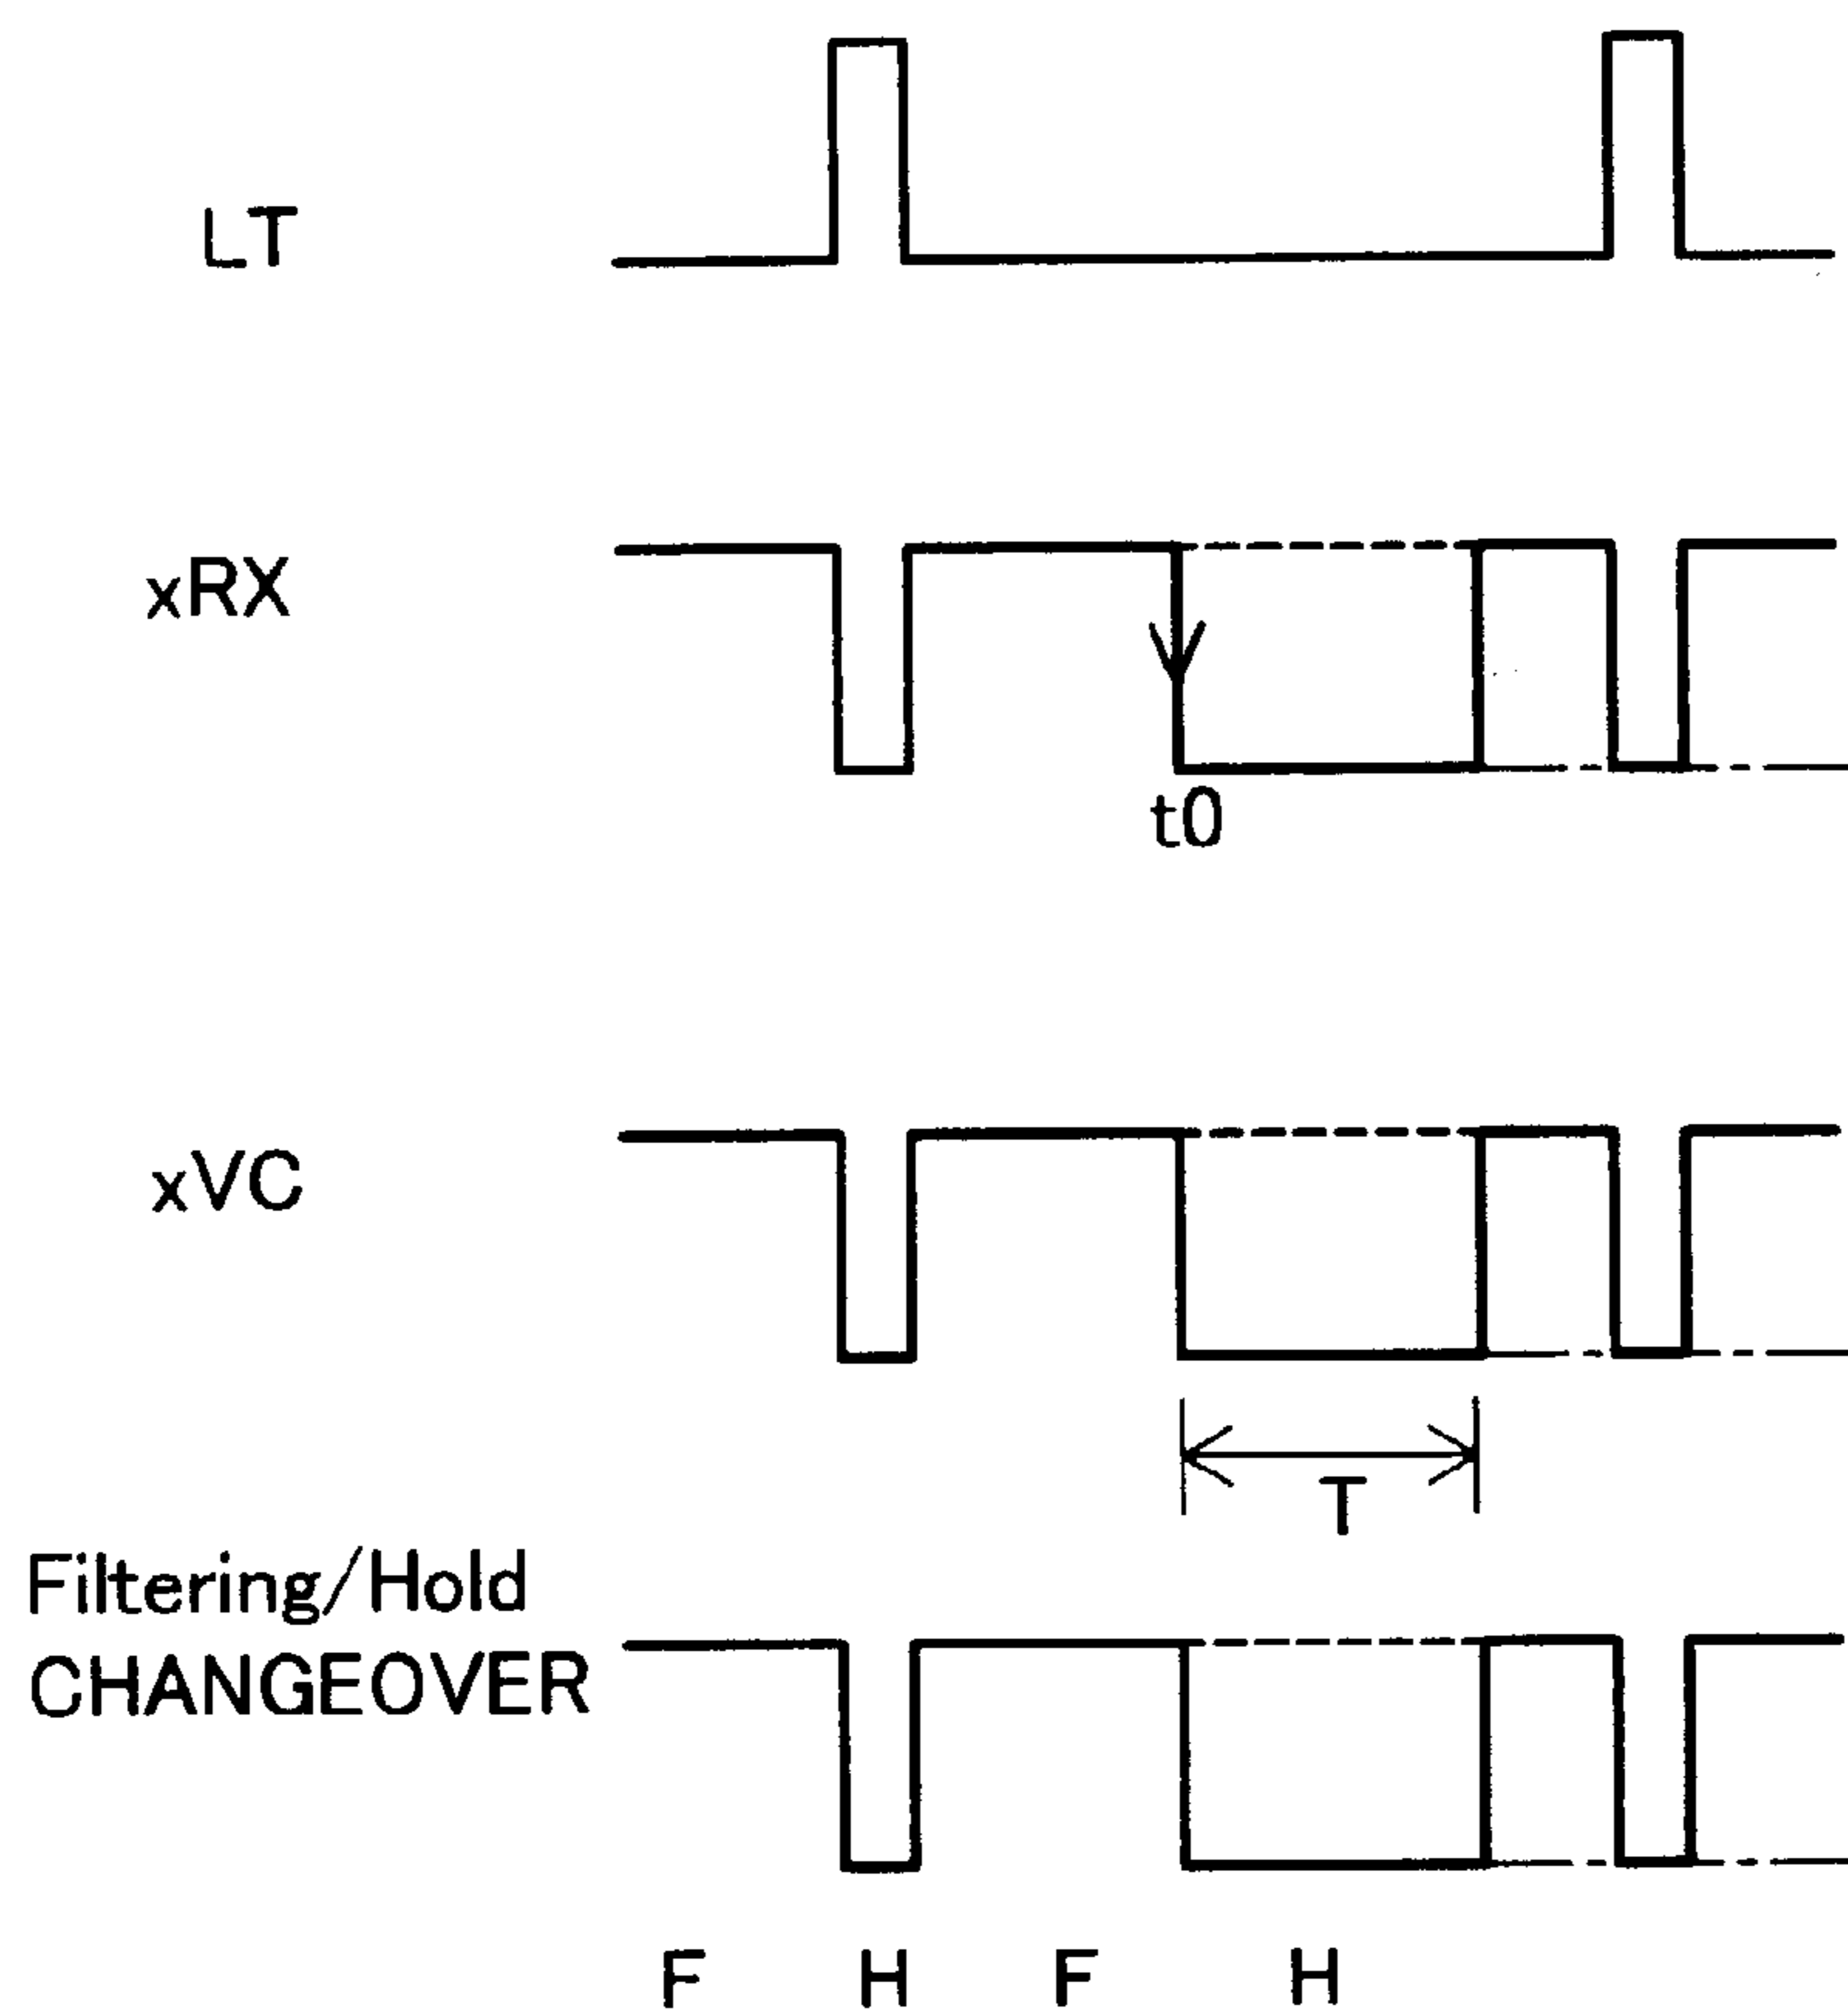 LT
xRX
t0
xVC
T
Filtering/Hold
CHANGEOVER
F H F H